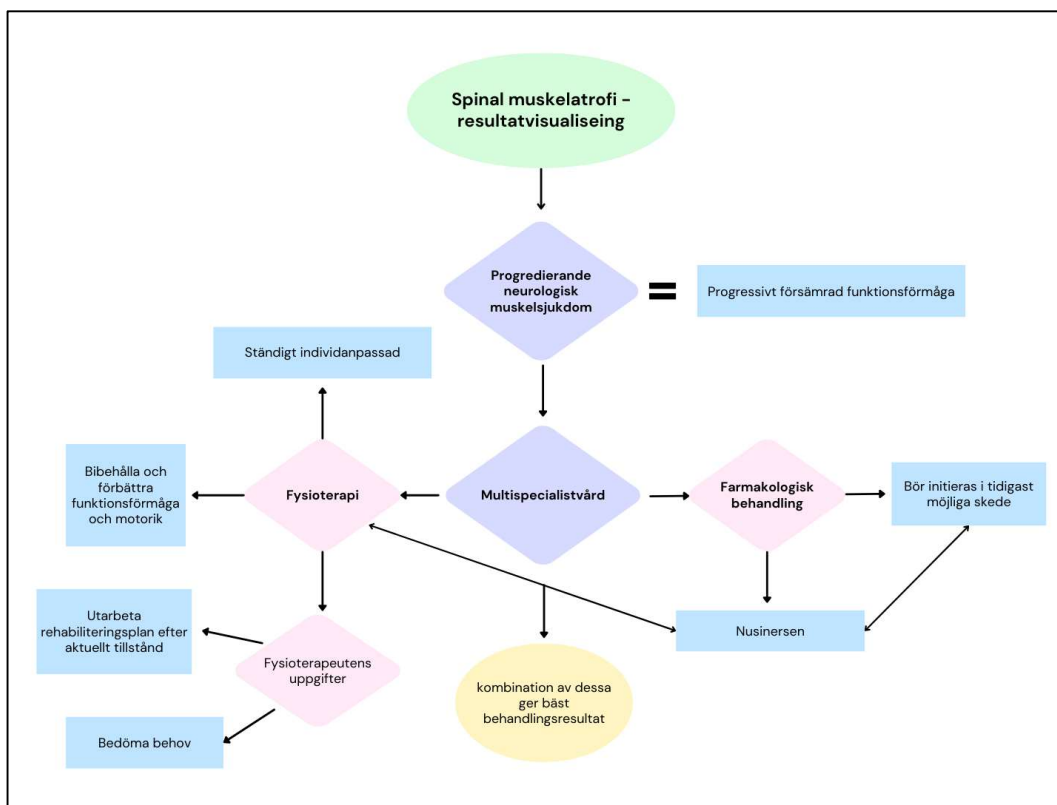 Spinal muskelatrofi -
resultatvisualiseing
Progredierande
neurologisk
muskelsjukdom
=
Progressivt försämrad funktionsförmåga
Ständigt individanpassad
Bibehålla och
förbättra
funktionsförmåga
och motorik
Fysioterapi
Multispecialistvård
Farmakologisk
behandling
Bör initieras i tidigast
möjliga skede
Utarbeta
rehabiliteringsplan efter
aktuellt tillstånd
Fysioterapeutens
uppgifter
Nusinersen
kombination av dessa
ger bäst
behandlingsresultat
Bedöma behov